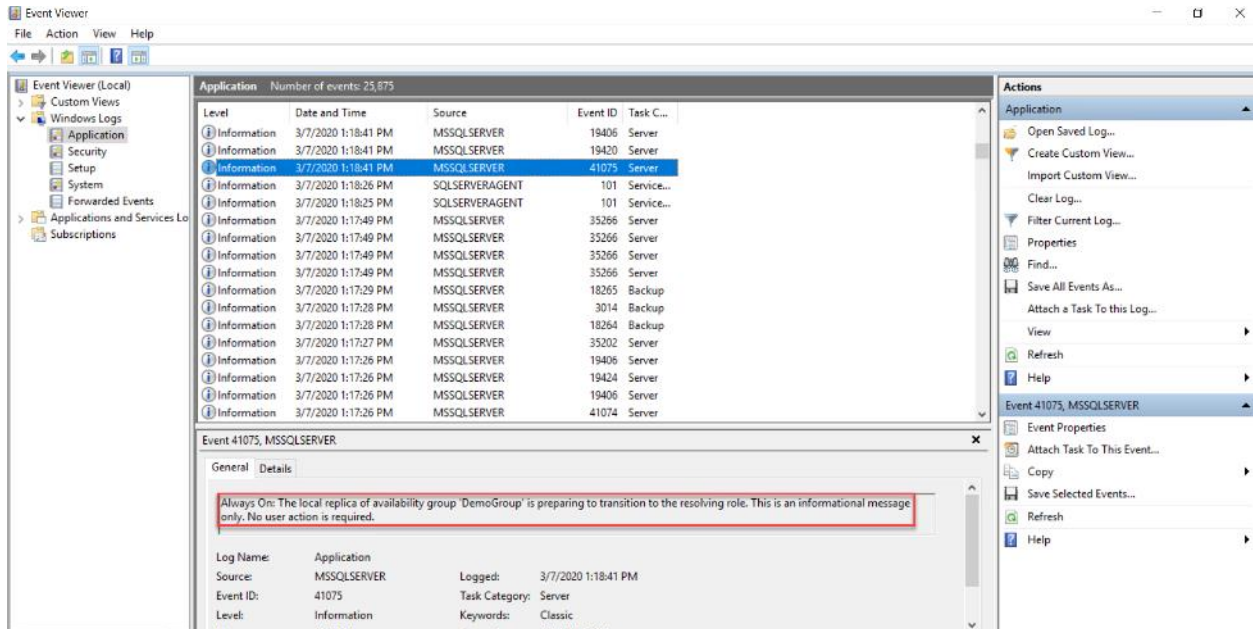 Event Viewer
File Action View Help
Event Viewer (Local)
Custom Views
Windows Logs
Application
Security
Setup
System
Forwarded Events
Applications and Services Lo
Subscriptions
Application Number of events: 25,875
Level Date and Time Source Event ID Task C...
Information 3/7/2020 1:18:41 PM MSSQLSERVER 19406 Server
Information 3/7/2020 1:18:41 PM MSSQLSERVER 19420 Server
Information 3/7/2020 1:18:41 PM MSSQLSERVER 41075 Server
Information 3/7/2020 1:18:26 PM SQLSERVERAGENT 101 Service...
Information 3/7/2020 1:18:25 PM SQLSERVERAGENT 101 Service...
Information 3/7/2020 1:17:49 PM MSSQLSERVER 35266 Server
Information 3/7/2020 1:17:49 PM MSSQLSERVER 35266 Server
Information 3/7/2020 1:17:49 PM MSSQLSERVER 35266 Server
Information 3/7/2020 1:17:49 PM MSSQLSERVER 35266 Server
Information 3/7/2020 1:17:29 PM MSSQLSERVER 18265 Backup
Information 3/7/2020 1:17:28 PM MSSQLSERVER 3014 Backup
Information 3/7/2020 1:17:28 PM MSSQLSERVER 18264 Backup
Information 3/7/2020 1:17:27 PM MSSQLSERVER 35202 Server
Information 3/7/2020 1:17:26 PM MSSQLSERVER 19406 Server
Information 3/7/2020 1:17:26 PM MSSQLSERVER 19424 Server
Information 3/7/2020 1:17:26 PM MSSQLSERVER 19406 Server
Information 3/7/2020 1:17:26 PM MSSQLSERVER 41074 Server
Event 41075, MSSQLSERVER
General Details
Always On: The local replica of availability group 'DemoGroup' is preparing to transition to the resolving role. This is an informational message
only. No user action is required.
Log Name: Application
Source: MSSQLSERVER Logged: 3/7/2020 1:18:41 PM
Event ID: 41075 Task Category: Server
Level: Information Keywords: Classic
Actions
Application
Open Saved Log...
Create Custom View...
Import Custom View...
Clear Log...
Filter Current Log...
Properties
Find...
Save All Events As...
Attach a Task To this Log...
View
Refresh
Help
Event 41075, MSSQLSERVER
Event Properties
Attach Task To This Event...
Copy
Save Selected Events...
Refresh
Help